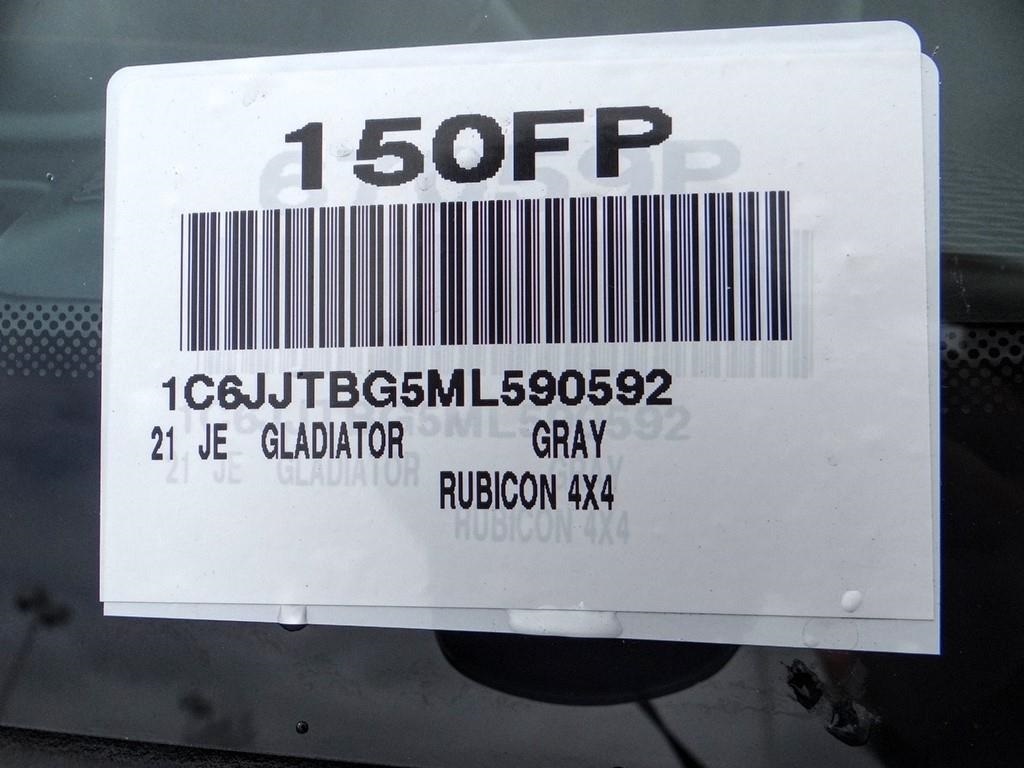 150FP
1C6JJTBG5ML590592
21 JE GLADIATOR GRAY
RUBICON 4X4